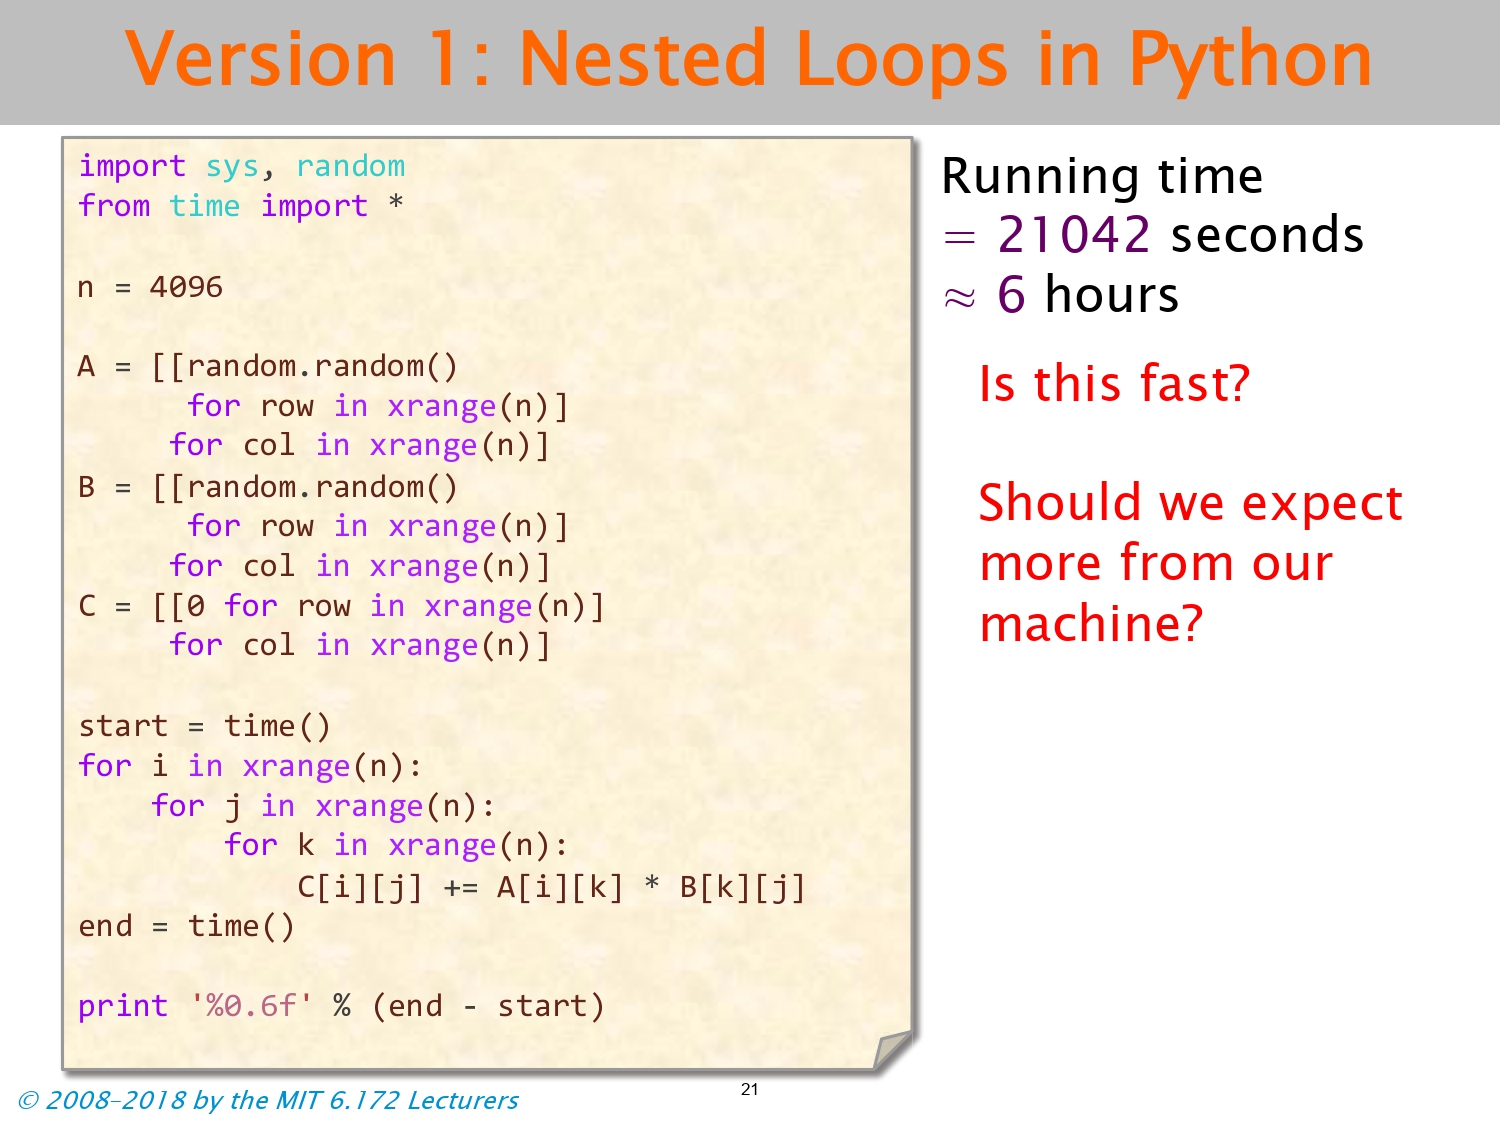 Version 1: Nested Loops in Python
import sys, random
from time import *
n = 4096
A = [[random.random()
      for row in xrange(n)]
     for col in xrange(n)]
B = [[random.random()
      for row in xrange(n)]
     for col in xrange(n)]
C = [[0 for row in xrange(n)]
     for col in xrange(n)]
start = time()
for i in xrange(n):
    for j in xrange(n):
        for k in xrange(n):
            C[i][j] += A[i][k] * B[k][j]
end = time()
print '%0.6f' % (end - start)
Running time
= 21042 seconds
≈ 6 hours
Is this fast?
Should we expect
more from our
machine?
© 2008–2018 by the MIT 6.172 Lecturers
21